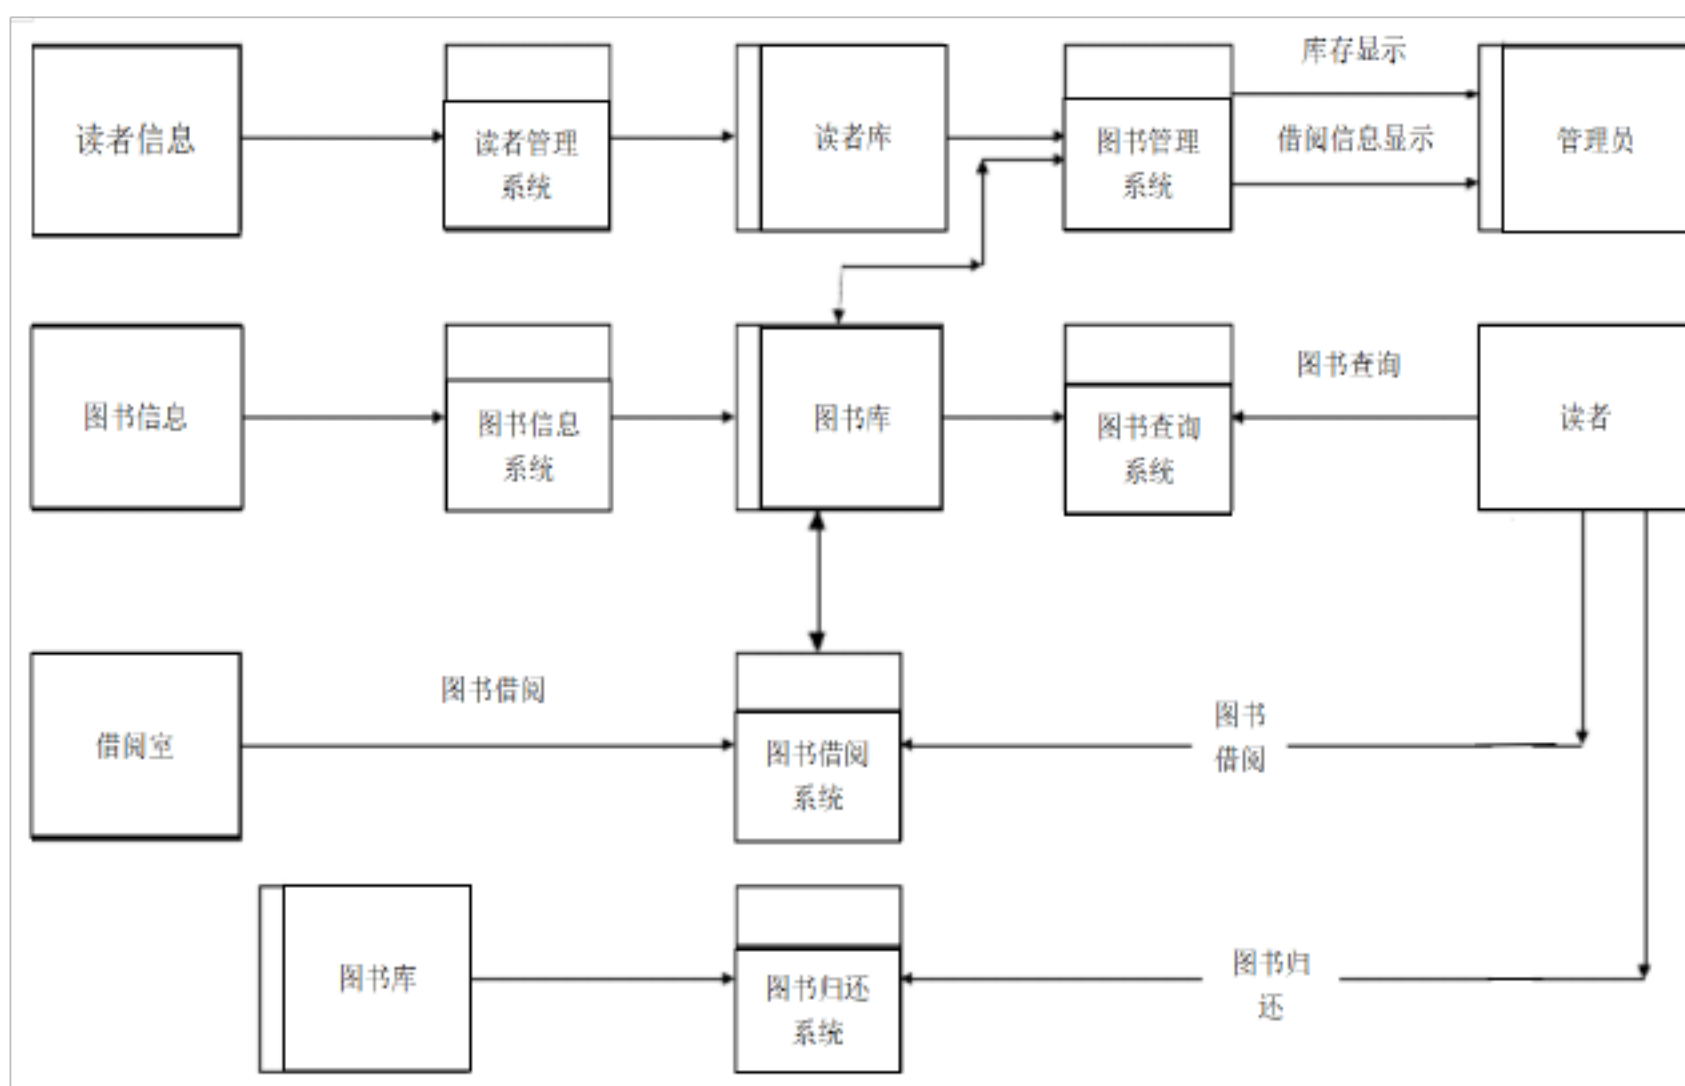 库存显示
读者信息
读者管理
系统
读者库
图书管理
系统
借阅信息显示
管理员
图书查询
图书信息
图书信息
系统
图书库
图书查询
系统
读者
图书借阅
借阅室
图书借阅
系统
图书
借阅
图书库
图书归还
系统
图书归
还